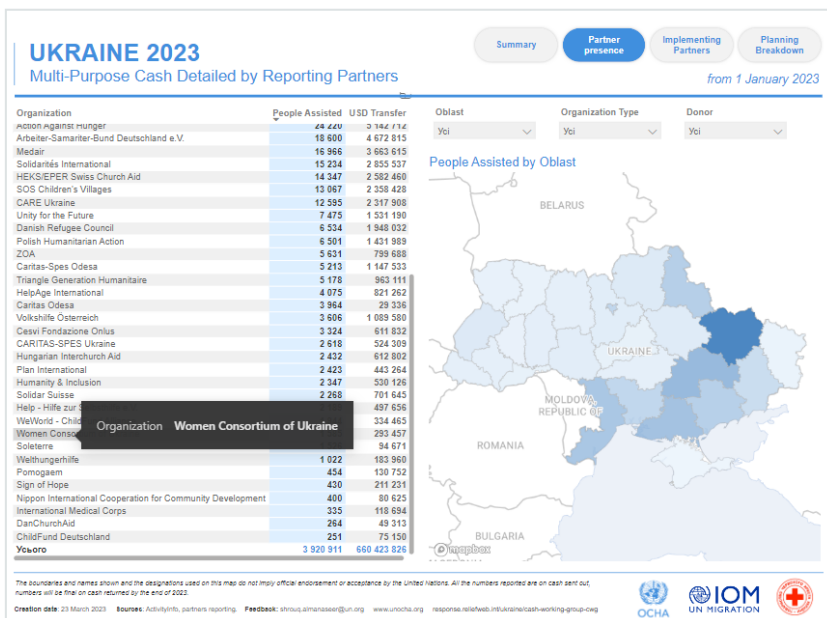 UKRAINE 2023
Multi-Purpose Cash Detailed by Reporting Partners
Summary
Partner presence
Implementing Partners
Planning Breakdown
from 1 January 2023
Organization People Assisted USD Transfer
Action Against Hunger 24 220 5 142 712
Arbeiter-Samariter-Bund Deutschland e.V. 18 600 4 672 815
Medair 16 966 3 663 615
Solidarités International 15 234 2 855 537
HEKS/EPER Swiss Church Aid 14 347 2 582 460
SOS Children's Villages 13 067 2 358 428
CARE Ukraine 12 595 2 317 908
Unity for the Future 7 475 1 531 190
Danish Refugee Council 6 534 1 948 032
Polish Humanitarian Action 6 501 1 431 989
ZOA 5 631 799 688
Caritas-Spes Odesa 5 213 1 147 533
Triangle Generation Humanitaire 5 178 963 111
HelpAge International 4 075 821 262
Caritas Odesa 3 964 29 336
Volkshilfe Österreich 3 606 1 089 580
Cesvi Fondazione Onlus 3 324 611 832
CARITAS-SPES Ukraine 2 618 524 309
Hungarian Interchurch Aid 2 432 612 802
Plan International 2 423 443 264
Humanity & Inclusion 2 347 530 126
Solidar Suisse 2 268 701 645
Help - Hilfe zur 497 656
WeWorld - Child 334 465
Women Conso 293 457
Organization Women Consortium of Ukraine
Soleterre 94 671
Welthungerhilfe 1 022 183 960
Pomogaem 454 130 752
Sign of Hope 430 211 231
Nippon International Cooperation for Community Development 400 80 625
International Medical Corps 335 118 694
DanChurchAid 264 49 313
ChildFund Deutschland 251 75 150
Усього 3 920 911 660 423 826
Oblast Organization Type Donor
Усі Усі Усі
People Assisted by Oblast
BELARUS
UKRAINE
MOLDOVA,
REPUBLIC OF
ROMANIA
BULGARIA
mapbox
The boundaries and names shown and the designations used on this map do not imply official endorsement or acceptance by the United Nations. All the numbers reported are on cash sent out,
numbers will be final on cash returned by the end of 2023.
Creation date: 23 March 2023 Sources: ActivityInfo, partners reporting. Feedback: shrouq.almanaseer@un.org www.unocha.org response.reliefweb.int/ukraine/cash-working-group-cwg
OCHA
IOM
UN MIGRATION